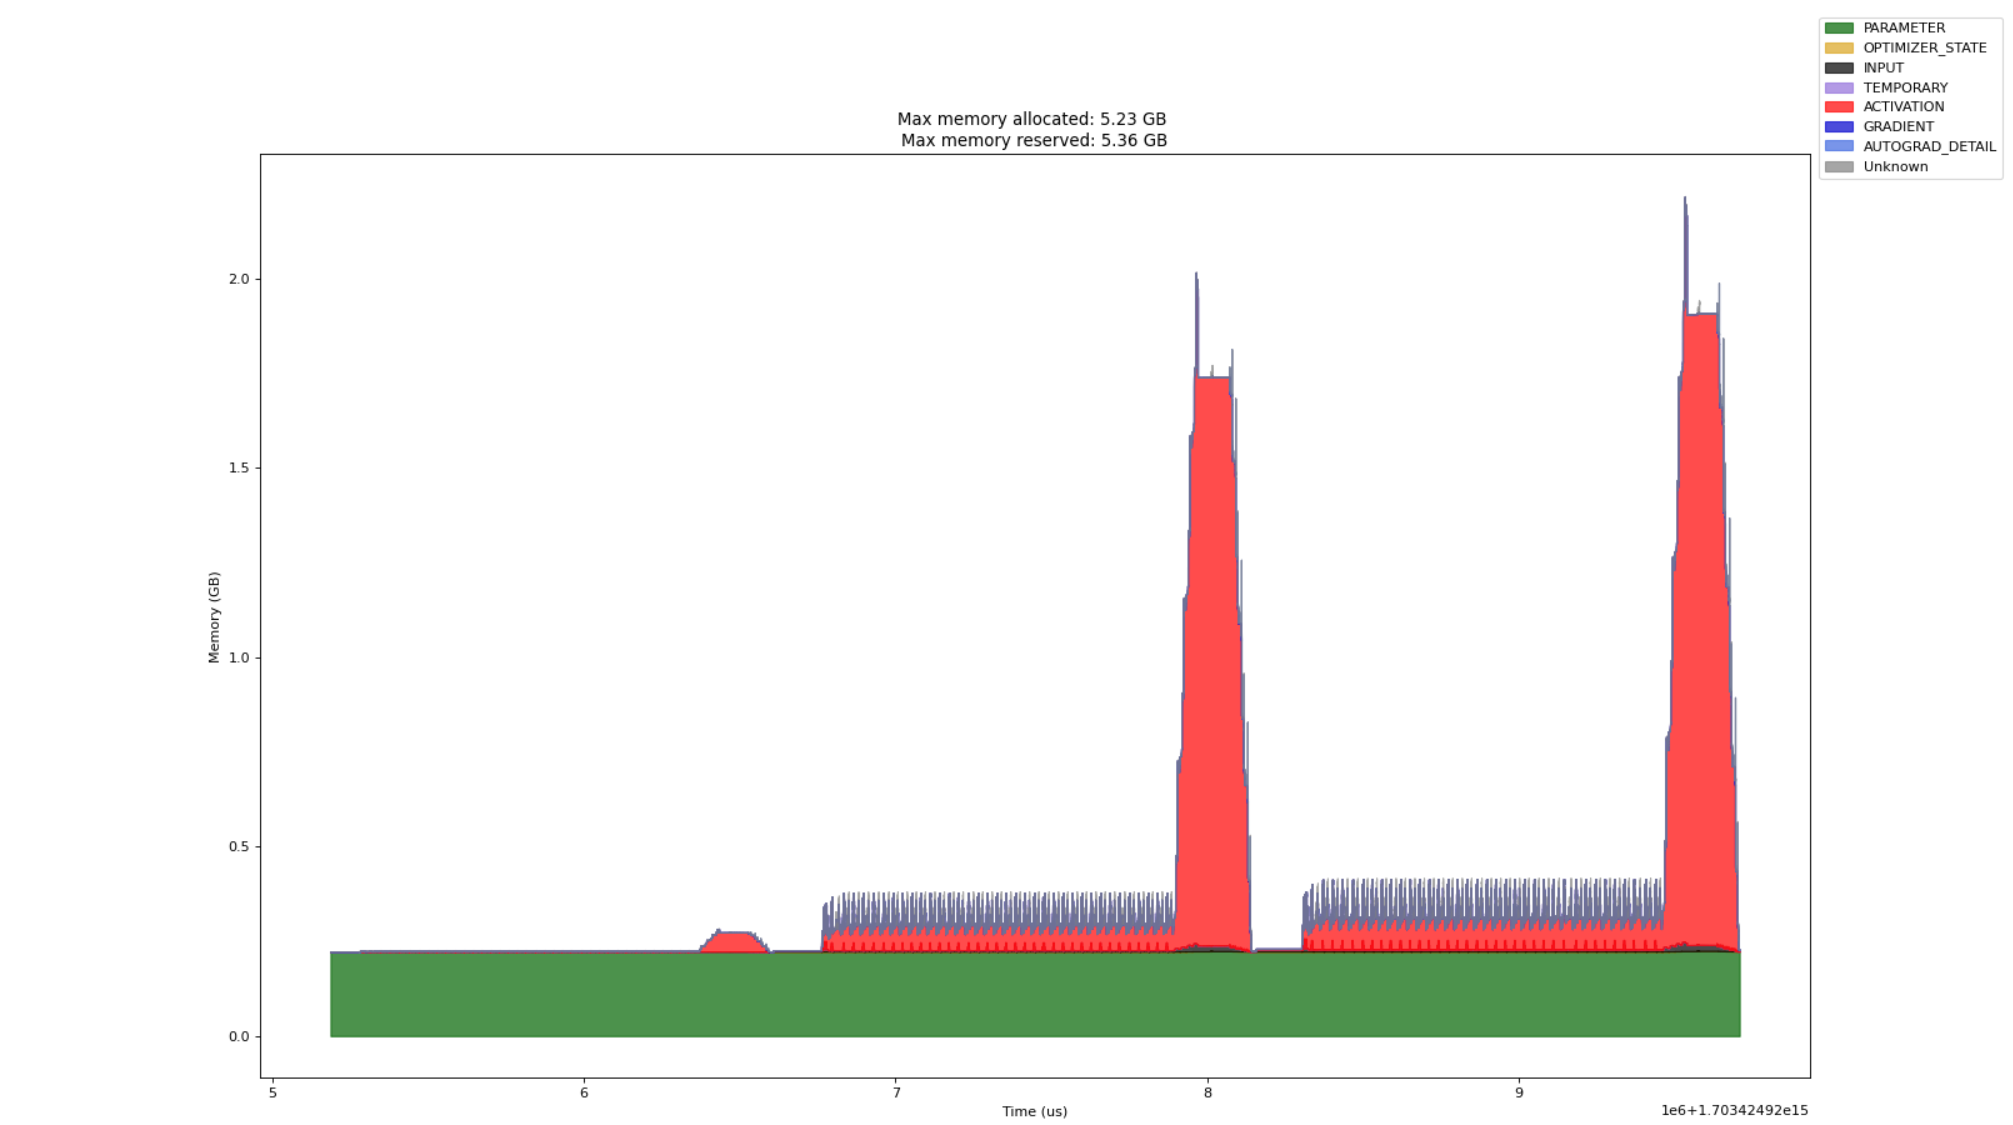 PARAMETER
OPTIMIZER_STATE
INPUT
TEMPORARY
ACTIVATION
GRADIENT
AUTOGRAD_DETAIL
Unknown
Max memory allocated: 5.23 GB
Max memory reserved: 5.36 GB
Memory (GB)
2.0
1.5
1.0
0.5
0.0
5 6 7 8 9
Time (us)
1e6+1.70342492e15